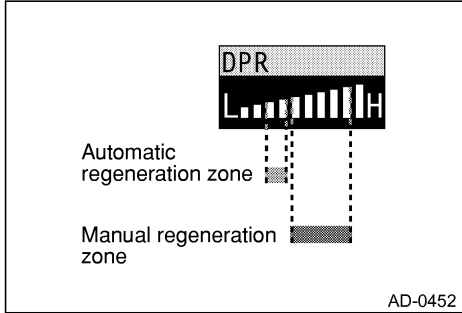 DPR
L H
Automatic
regeneration zone
Manual regeneration
zone
AD-0452